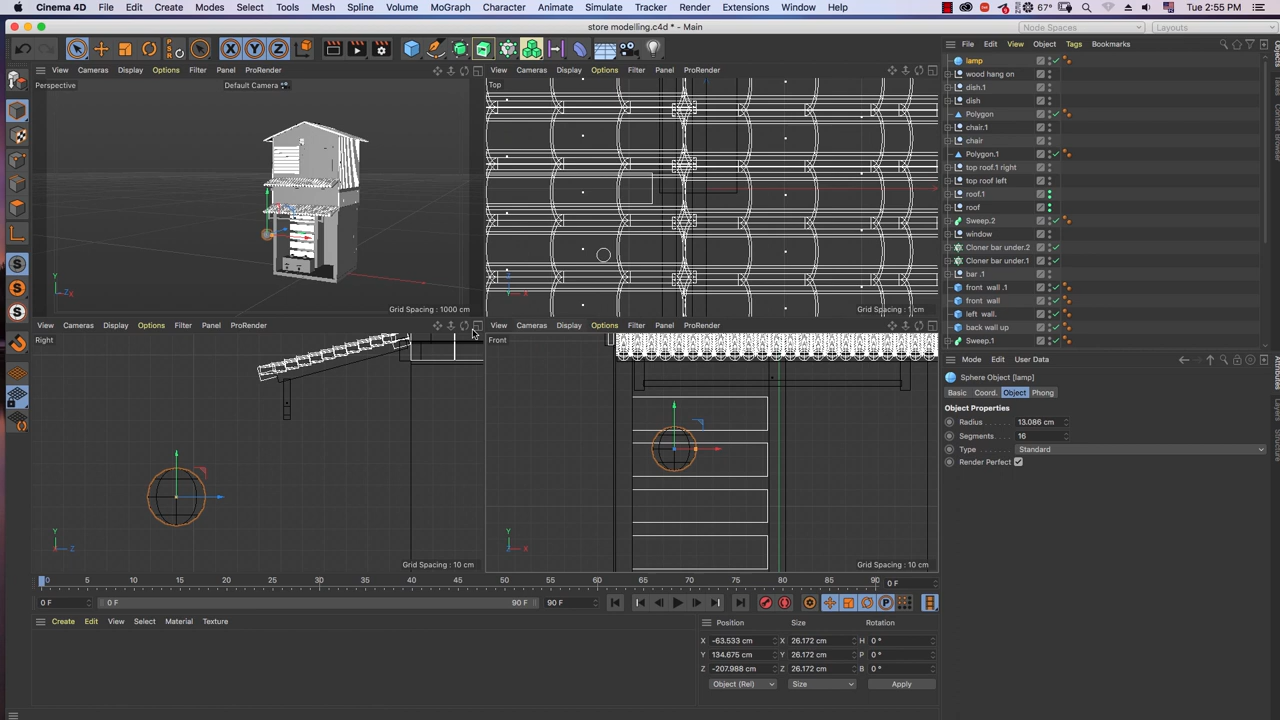 Cinema 4D File Edit Create Modes Select Tools Mesh Spline Volume MoGraph Character Animate Simulate Tracker Render Extensions Window Help 67° Tue 2:55 PM
store modelling.c4d * - Main Node Spaces Layouts
X Y Z
File Edit View Object Tags Bookmarks
View Cameras Display Options Filter Panel ProRender
View Cameras Display Options Filter Panel ProRender
Perspective Default Camera
Top
Grid Spacing : 1000 cm
Grid Spacing : 1 cm
lamp
wood hang on
dish.1
dish
Polygon
chair.1
chair
Polygon.1
top roof.1 right
top roof left
roof.1
roof
Sweep.2
window
Cloner bar under.2
Cloner bar under.1
bar .1
front wall .1
front wall
left wall.
back wall up
Sweep.1
View Cameras Display Options Filter Panel ProRender
View Cameras Display Options Filter Panel ProRender
Right
Front
Grid Spacing : 10 cm
Grid Spacing : 10 cm
Mode Edit User Data
Sphere Object [lamp]
Basic Coord. Object Phong
Object Properties
Radius 13.086 cm
Segments 16
Type Standard
Render Perfect
0 5 10 15 20 25 30 35 40 45 50 55 60 65 70 75 80 85 90 0 F
0 F 0 F 90 F 90 F
Create Edit View Select Material Texture
Position Size Rotation
X -63.533 cm X 26.172 cm H 0 °
Y 134.675 cm Y 26.172 cm P 0 °
Z -207.988 cm Z 26.172 cm B 0 °
Object (Rel) Size Apply